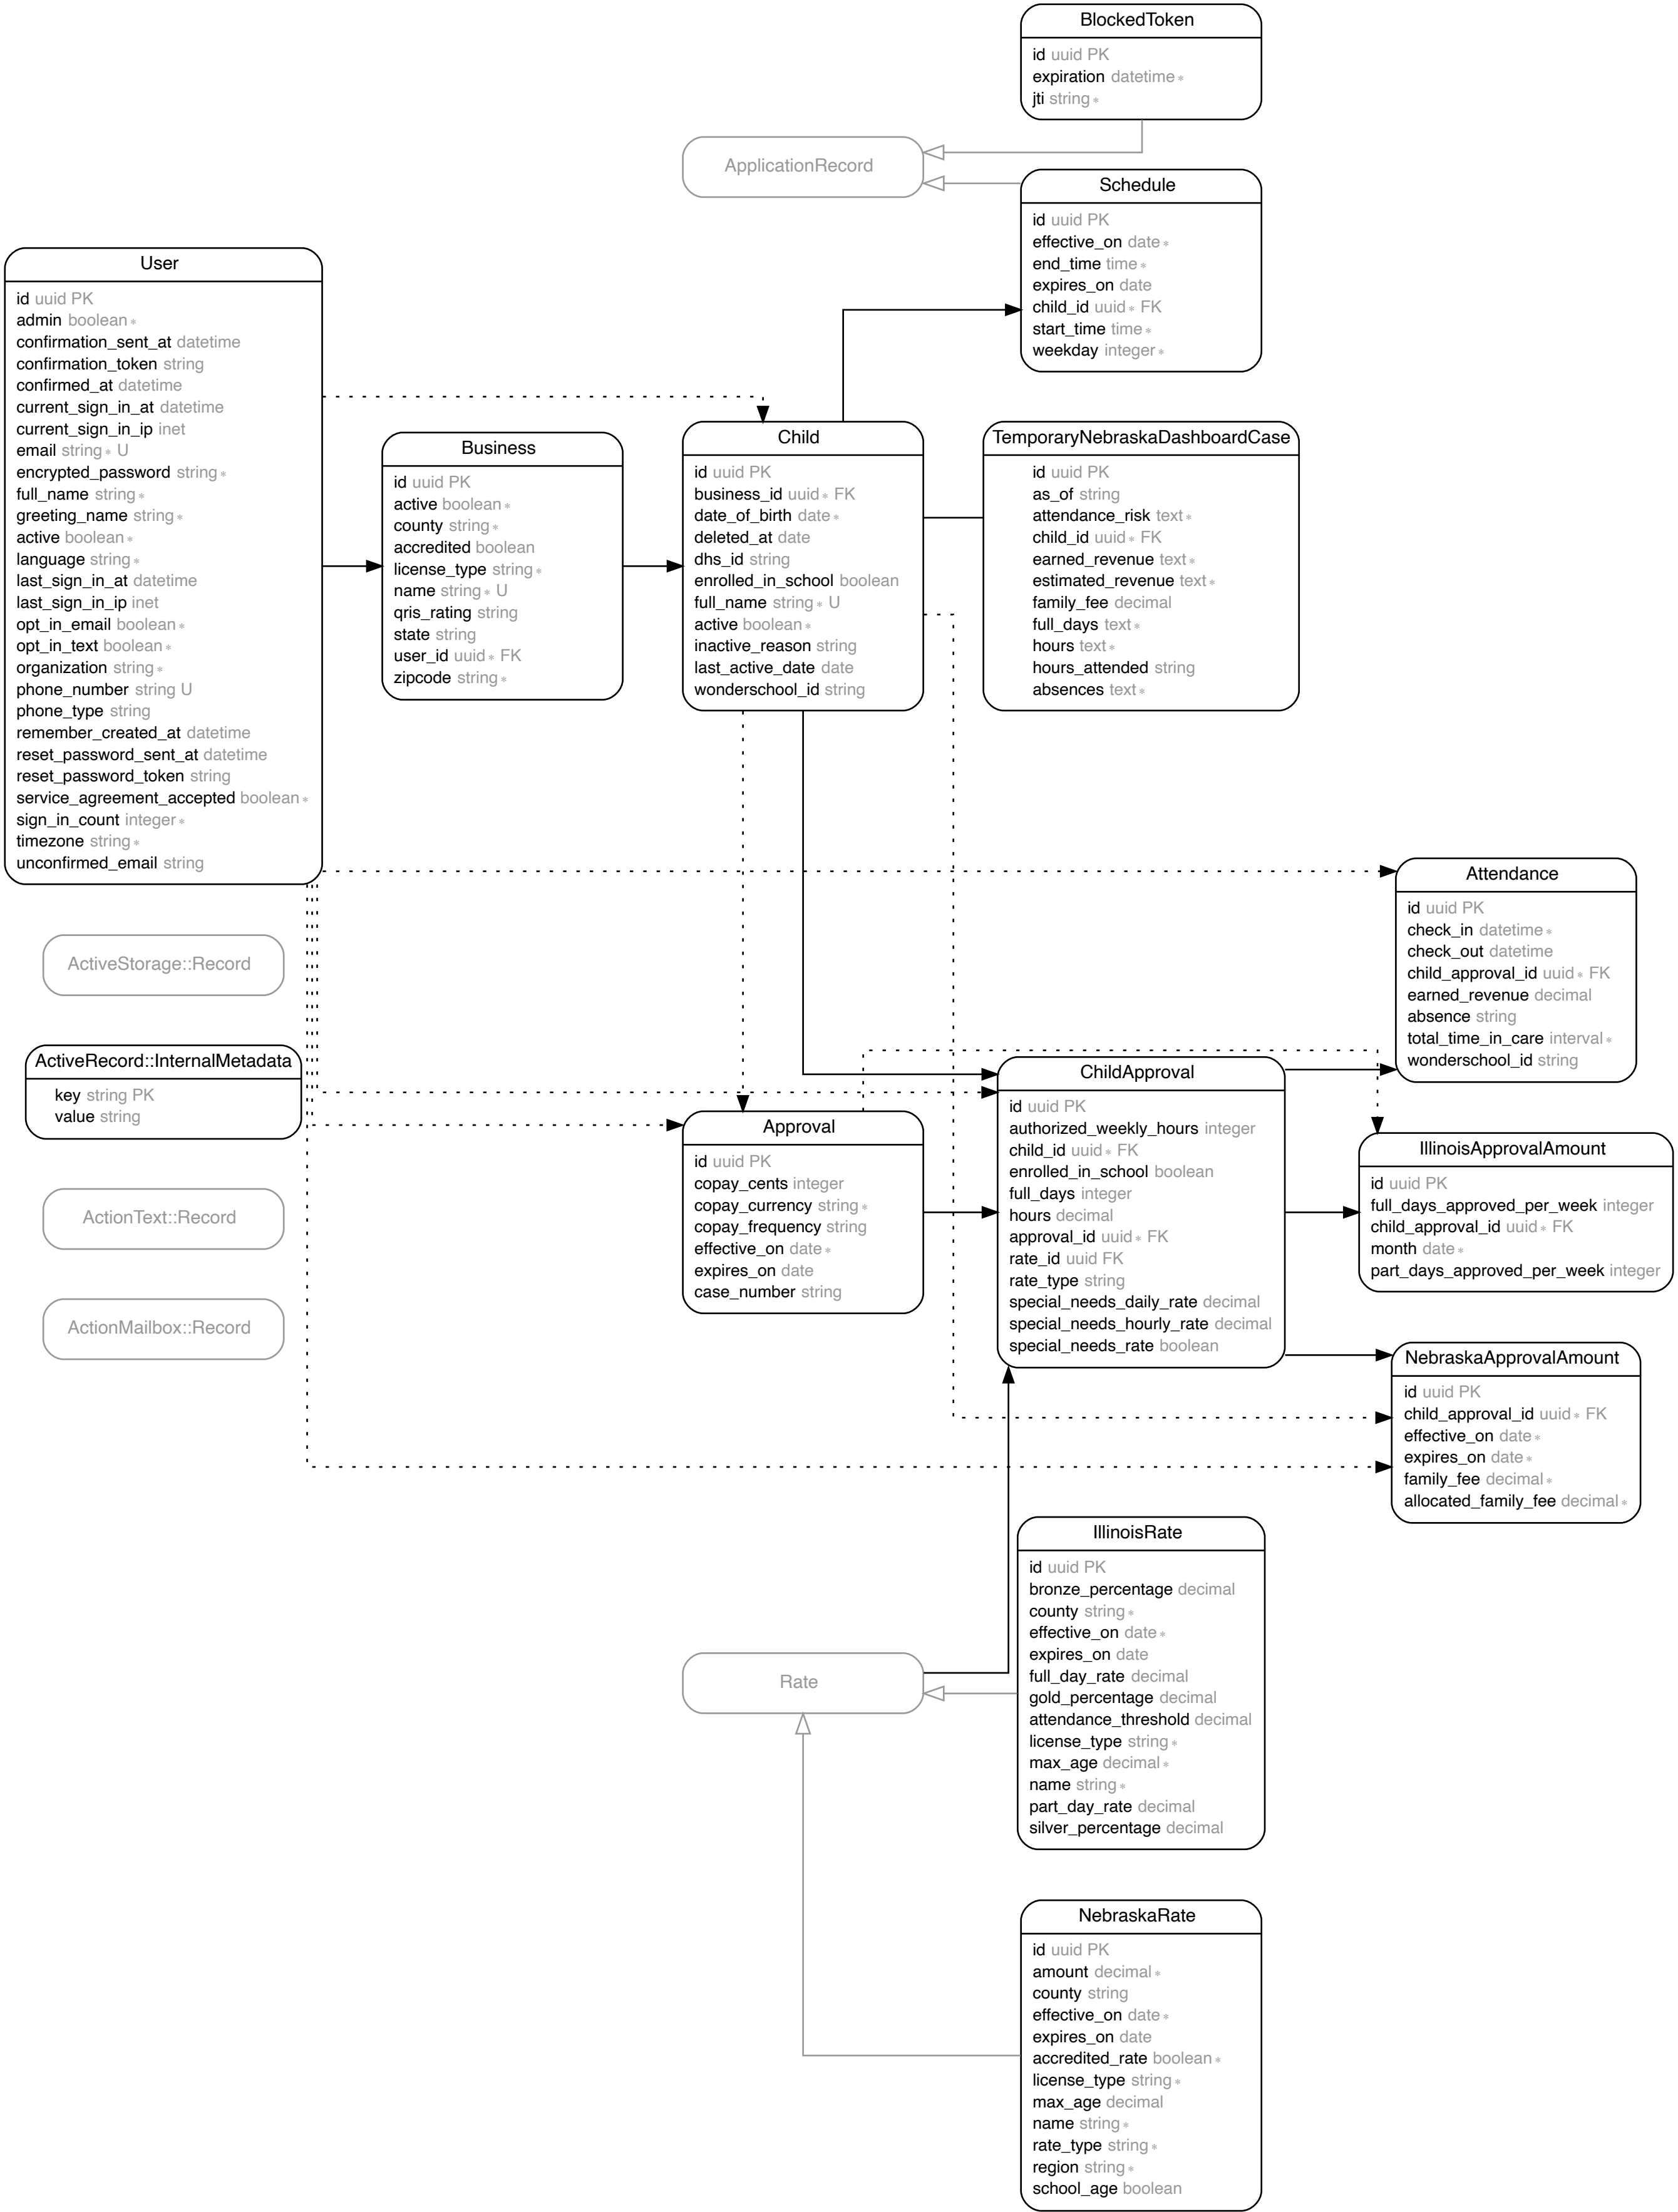 BlockedToken
id uuid PK
expiration datetime ∗
jti string ∗
ApplicationRecord
Schedule
id uuid PK
effective_on date ∗
end_time time ∗
expires_on date
child_id uuid ∗ FK
start_time time ∗
weekday integer ∗
User
id uuid PK
admin boolean ∗
confirmation_sent_at datetime
confirmation_token string
confirmed_at datetime
current_sign_in_at datetime
current_sign_in_ip inet
email string ∗ U
encrypted_password string ∗
full_name string ∗
greeting_name string ∗
active boolean ∗
language string ∗
last_sign_in_at datetime
last_sign_in_ip inet
opt_in_email boolean ∗
opt_in_text boolean ∗
organization string ∗
phone_number string U
phone_type string
remember_created_at datetime
reset_password_sent_at datetime
reset_password_token string
service_agreement_accepted boolean ∗
sign_in_count integer ∗
timezone string ∗
unconfirmed_email string
Business
id uuid PK
active boolean ∗
county string ∗
accredited boolean
license_type string ∗
name string ∗ U
qris_rating string
state string
user_id uuid ∗ FK
zipcode string ∗
Child
id uuid PK
business_id uuid ∗ FK
date_of_birth date ∗
deleted_at date
dhs_id string
enrolled_in_school boolean
full_name string ∗ U
active boolean ∗
inactive_reason string
last_active_date date
wonderschool_id string
TemporaryNebraskaDashboardCase
id uuid PK
as_of string
attendance_risk text ∗
child_id uuid ∗ FK
earned_revenue text ∗
estimated_revenue text ∗
family_fee decimal
full_days text ∗
hours text ∗
hours_attended string
absences text ∗
Attendance
id uuid PK
check_in datetime ∗
check_out datetime
child_approval_id uuid ∗ FK
earned_revenue decimal
absence string
total_time_in_care interval ∗
wonderschool_id string
ActiveStorage::Record
ActiveRecord::InternalMetadata
key string PK
value string
ActionText::Record
ActionMailbox::Record
Approval
id uuid PK
copay_cents integer
copay_currency string ∗
copay_frequency string
effective_on date ∗
expires_on date
case_number string
ChildApproval
id uuid PK
authorized_weekly_hours integer
child_id uuid ∗ FK
enrolled_in_school boolean
full_days integer
hours decimal
approval_id uuid ∗ FK
rate_id uuid FK
rate_type string
special_needs_daily_rate decimal
special_needs_hourly_rate decimal
special_needs_rate boolean
IllinoisApprovalAmount
id uuid PK
full_days_approved_per_week integer
child_approval_id uuid ∗ FK
month date ∗
part_days_approved_per_week integer
NebraskaApprovalAmount
id uuid PK
child_approval_id uuid ∗ FK
effective_on date ∗
expires_on date ∗
family_fee decimal ∗
allocated_family_fee decimal ∗
IllinoisRate
id uuid PK
bronze_percentage decimal
county string ∗
effective_on date ∗
expires_on date
full_day_rate decimal
gold_percentage decimal
attendance_threshold decimal
license_type string ∗
max_age decimal ∗
name string ∗
part_day_rate decimal
silver_percentage decimal
Rate
NebraskaRate
id uuid PK
amount decimal ∗
county string
effective_on date ∗
expires_on date
accredited_rate boolean ∗
license_type string ∗
max_age decimal
name string ∗
rate_type string ∗
region string ∗
school_age boolean